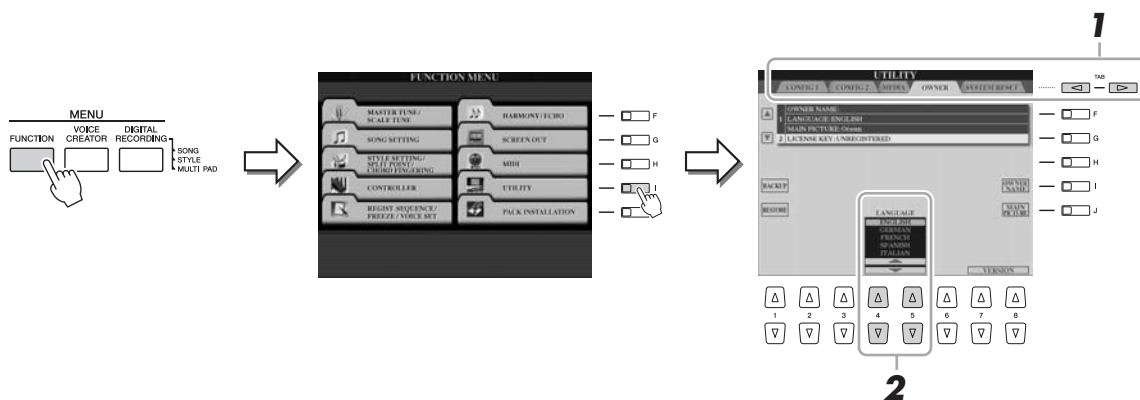 MENU
FUNCTION
VOICE
CREATOR
DIGITAL
RECORDING
SONG
STYLE
MULTI PAD
FUNCTION MENU
MASTER TUNE/
SCALE TUNE
HARMONY/ECHO
F
SONG SETTING
SCREEN OUT
G
STYLE SETTING/
SPLIT POINT/
CHORD FINGERING
MIDI
H
CONTROLLER
UTILITY
I
REGIST SEQUENCE/
FREEZE/VOICE SET
PACK INSTALLATION
1
UTILITY
CONFIG 1
CONFIG 2
MEDIA
OWNER
SYSTEM RESET
TAB
OWNER NAME:
1 LANGUAGE: ENGLISH
MAIN PICTURE: Ocean
2 LICENSE KEY: UNREGISTERED
F
G
H
I
J
BACKUP
OWNER
NAME
RESTORE
MAIN
PICTURE
LANGUAGE
ENGLISH
GERMAN
FRENCH
SPANISH
ITALIAN
VERSION
1 2 3 4 5 6 7 8
2